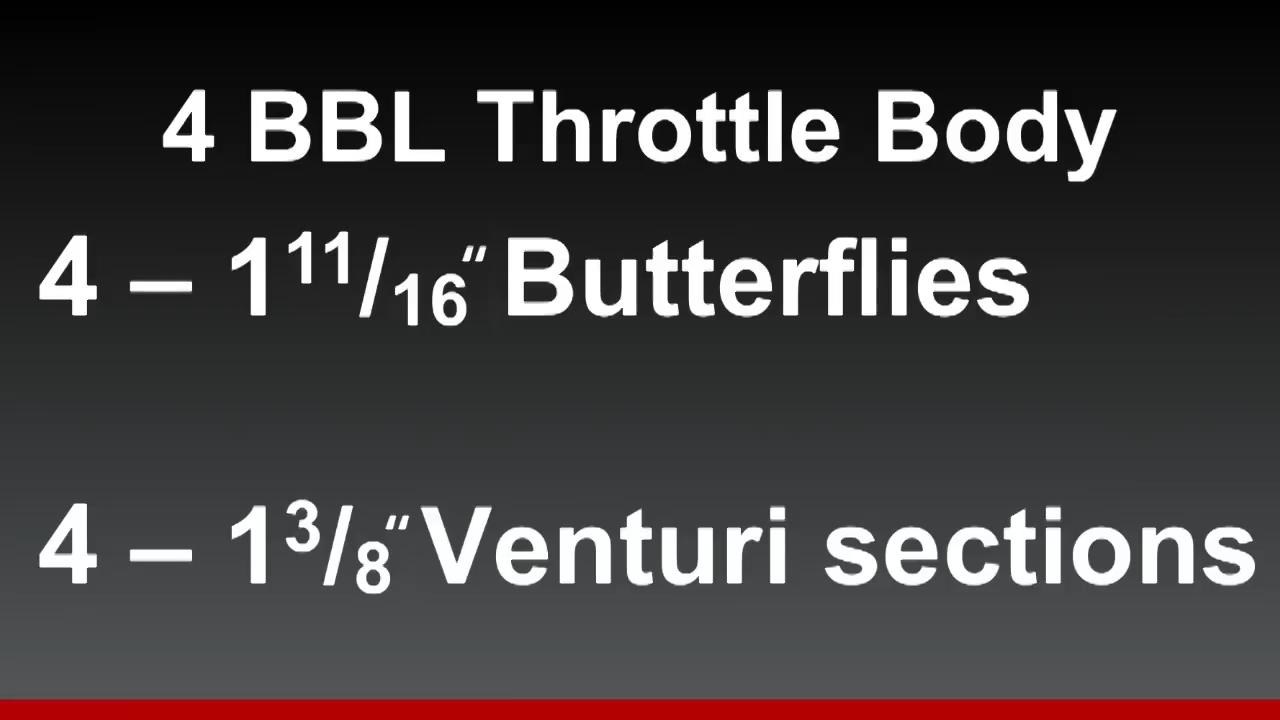 4 BBL Throttle Body
4 – 1 11/16" Butterflies
4 – 1 3/8" Venturi sections